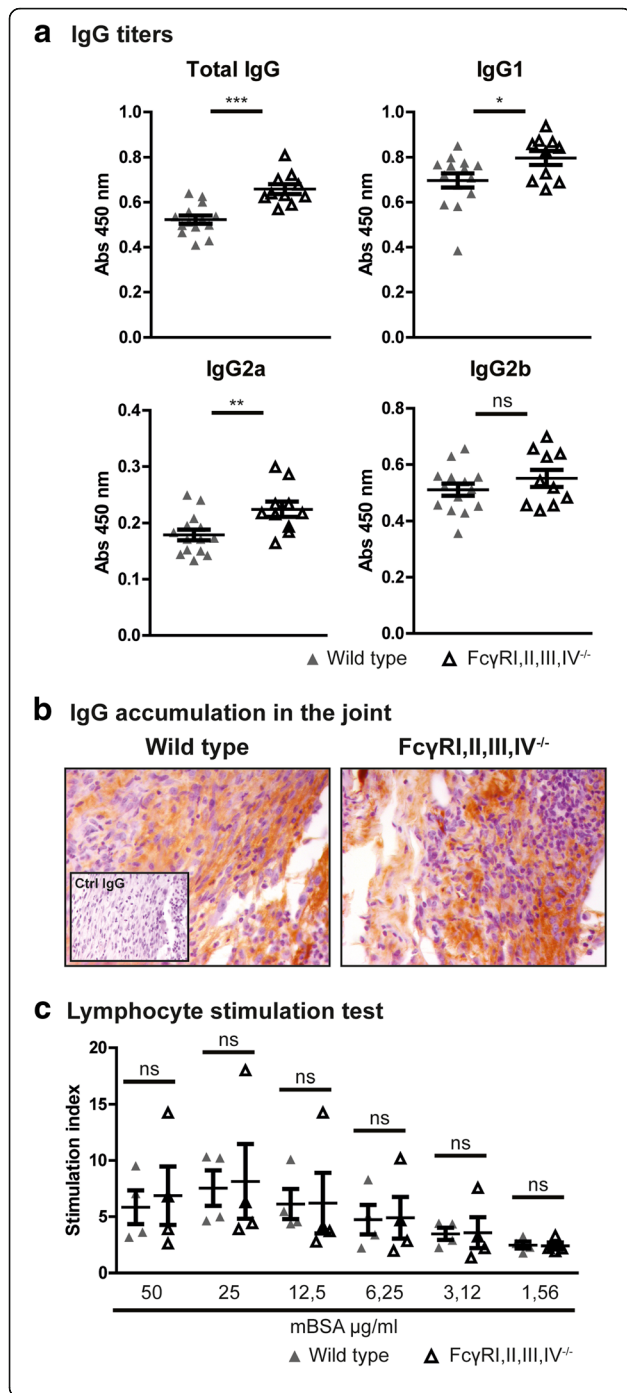 a IgG titers
Total IgG
***
Abs 450 nm
1.0
0.8
0.6
0.4
0.2
0.0
IgG1
*
Abs 450 nm
1.0
0.8
0.6
0.4
0.2
0.0
IgG2a
**
Abs 450 nm
0.4
0.3
0.2
0.1
0.0
IgG2b
ns
Abs 450 nm
0.8
0.6
0.4
0.2
0.0
Wild type FcγRI,II,III,IV-/-
b IgG accumulation in the joint
Wild type FcγRI,II,III,IV-/-
Ctrl IgG
c Lymphocyte stimulation test
Stimulation index
20
15
10
5
0
ns ns ns ns ns ns
50 25 12,5 6,25 3,12 1,56
mBSA µg/ml
Wild type FcγRI,II,III,IV-/-